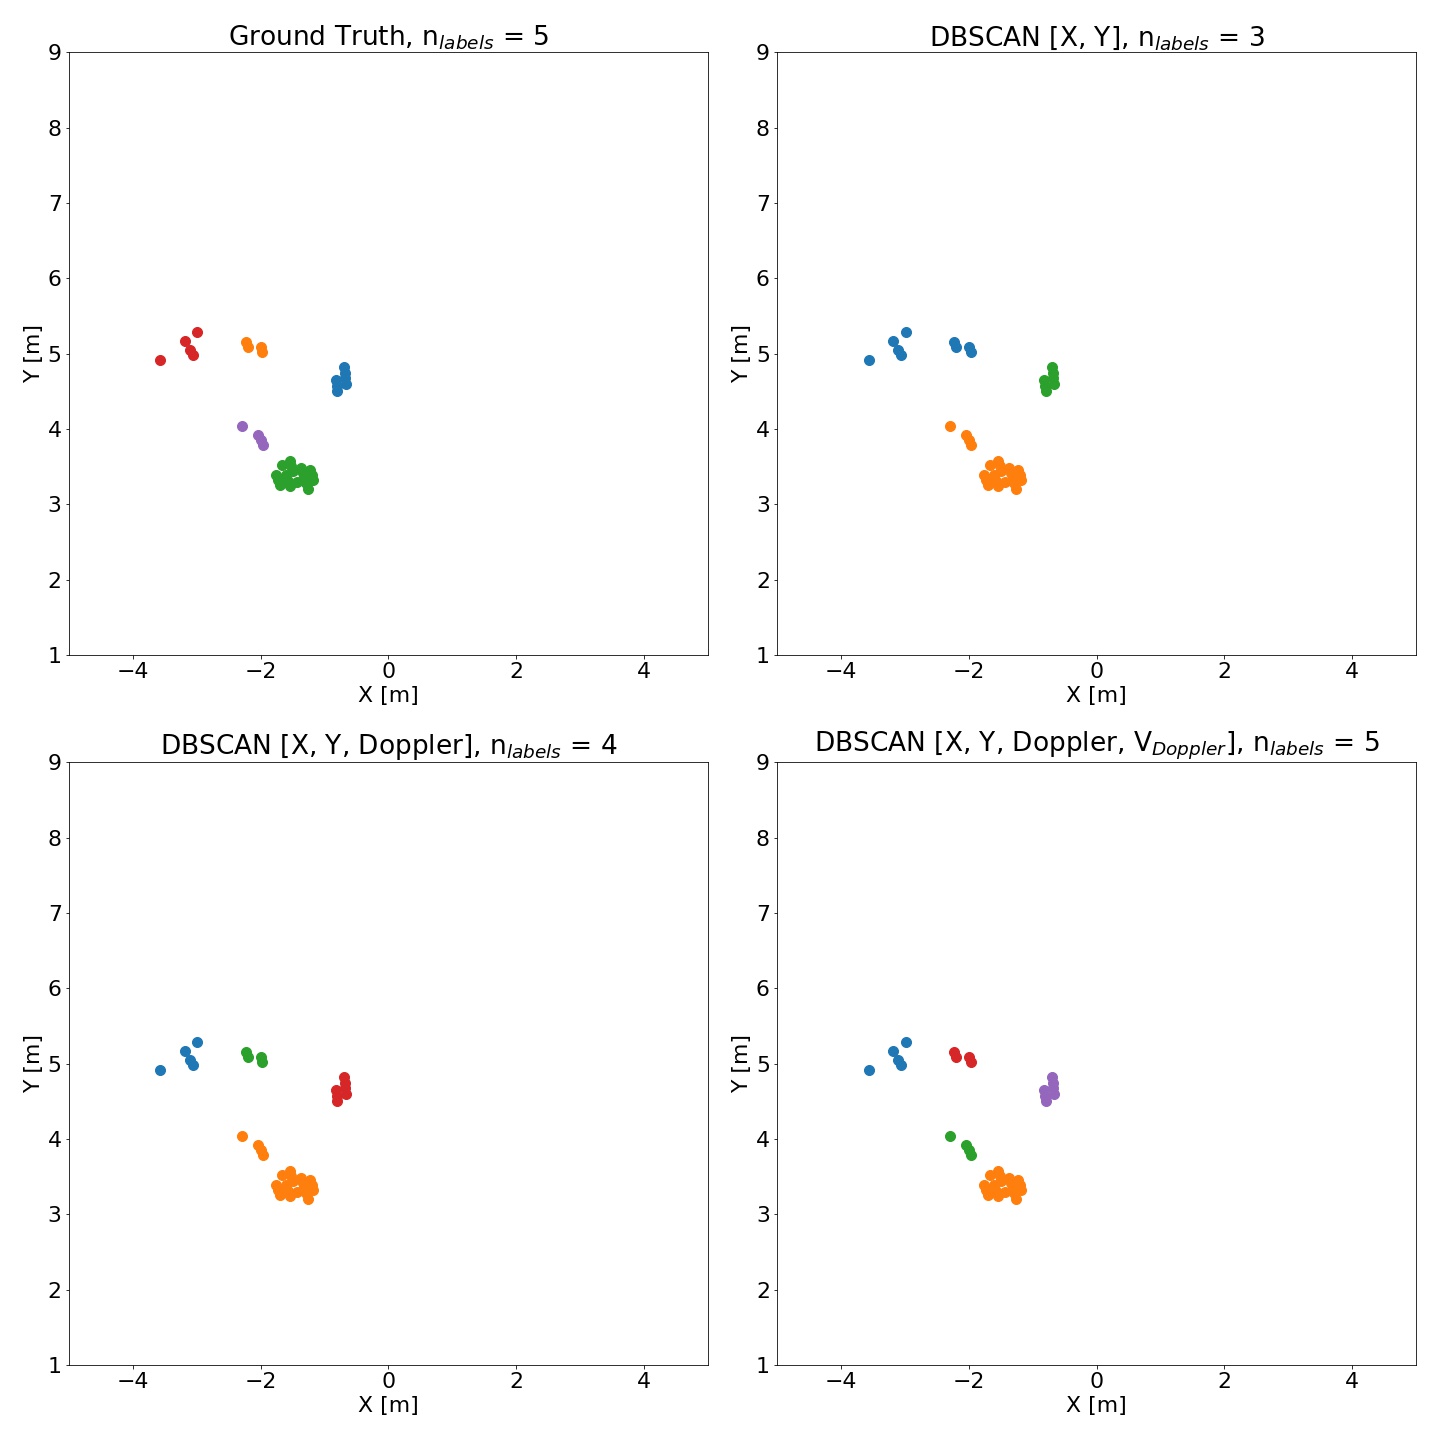 Ground Truth, n_labels = 5
9
8
7
6
5
4
3
2
1
Y [m]
−4 −2 0 2 4
X [m]
DBSCAN [X, Y], n_labels = 3
9
8
7
6
5
4
3
2
1
Y [m]
−4 −2 0 2 4
X [m]
DBSCAN [X, Y, Doppler], n_labels = 4
9
8
7
6
5
4
3
2
1
Y [m]
−4 −2 0 2 4
X [m]
DBSCAN [X, Y, Doppler, V_Doppler], n_labels = 5
9
8
7
6
5
4
3
2
1
Y [m]
−4 −2 0 2 4
X [m]